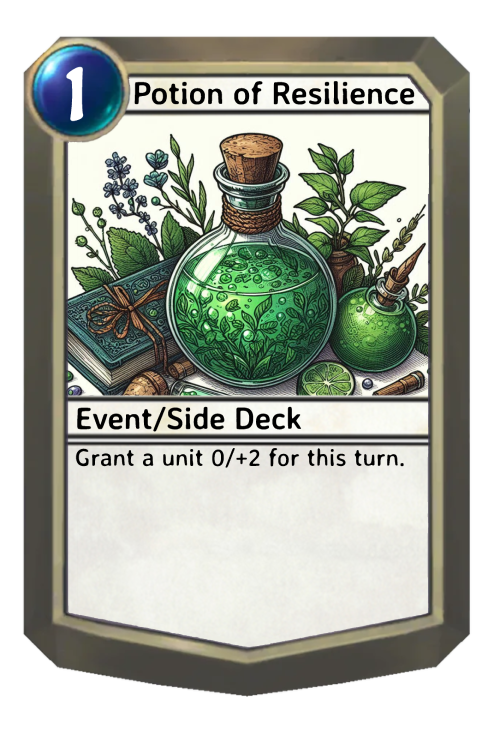 1
Potion of Resilience
Event/Side Deck
Grant a unit 0/+2 for this turn.